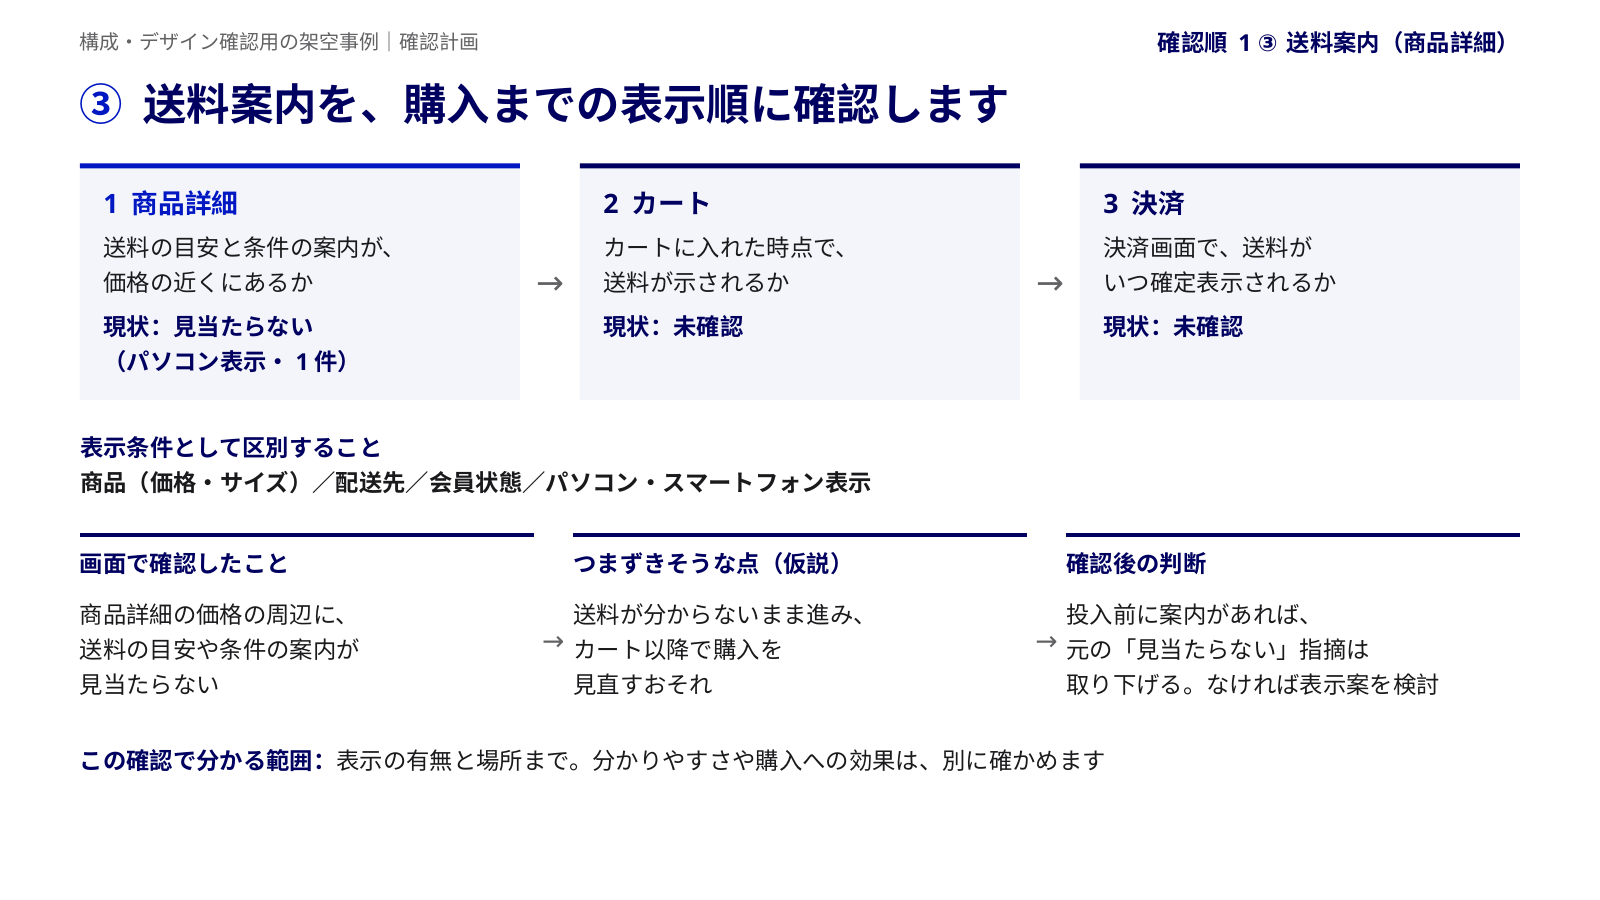 構成・デザイン確認用の架空事例｜確認計画
確認順 1 ③ 送料案内（商品詳細）
③ 送料案内を、購入までの表示順に確認します
1 商品詳細
送料の目安と条件の案内が、
価格の近くにあるか
現状：見当たらない
（パソコン表示・ 1 件）
→
2 カート
カートに入れた時点で、
送料が示されるか
現状：未確認
→
3 決済
決済画面で、送料が
いつ確定表示されるか
現状：未確認
表示条件として区別すること
商品（価格・サイズ）／配送先／会員状態／パソコン・スマートフォン表示
画面で確認したこと
商品詳細の価格の周辺に、
送料の目安や条件の案内が
見当たらない
→
つまずきそうな点（仮説）
送料が分からないまま進み、
カート以降で購入を
見直すおそれ
→
確認後の判断
投入前に案内があれば、
元の「見当たらない」指摘は
取り下げる。なければ表示案を検討
この確認で分かる範囲：表示の有無と場所まで。分かりやすさや購入への効果は、別に確かめます